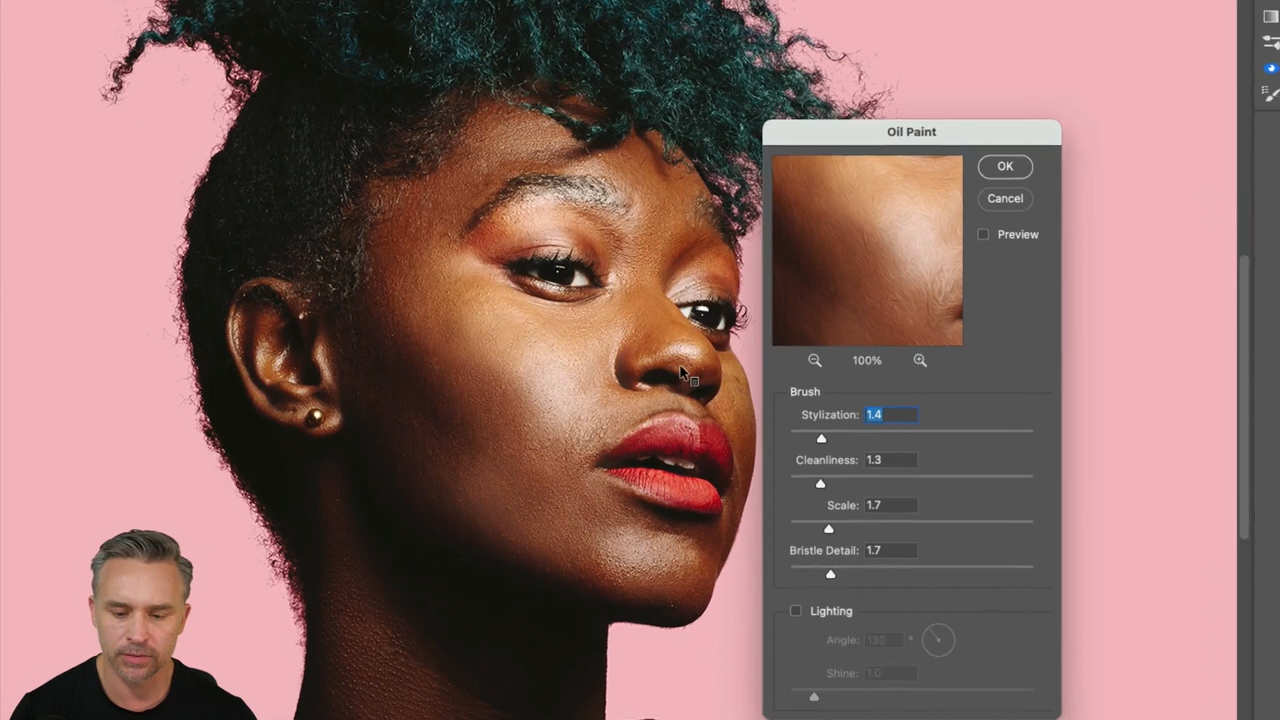 Oil Paint
OK
Cancel
Preview
100%
Brush
Stylization: 1.4
Cleanliness: 1.3
Scale: 1.7
Bristle Detail: 1.7
Lighting
Angle: 130 °
Shine: 1.0